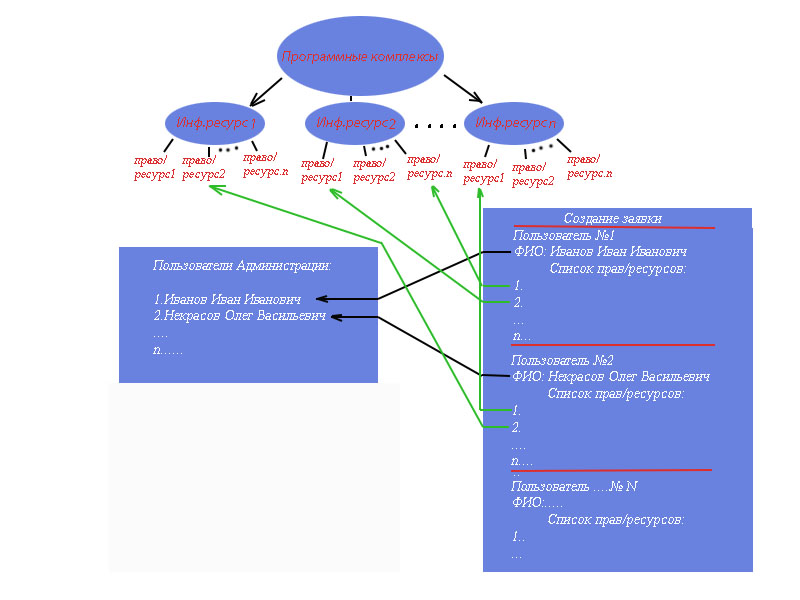 Программные комплексы
Инф.ресурс1
Инф.ресурс2
. . . .
Инф.ресурсn
право/
ресурс1
право/
ресурс2
право/
ресурс.n
право/
ресурс1
право/
ресурс2
право/
ресурс.n
право/
ресурс1
право/
ресурс2
право/
ресурс.n
Пользователи Администрации:
1.Иванов Иван Иванович
2.Некрасов Олег Васильевич
....
n......
Создание заявки
Пользователь №1
ФИО: Иванов Иван Иванович
Список прав/ресурсов:
1.
2.
...
n...
Пользователь №2
ФИО: Некрасов Олег Васильевич
Список прав/ресурсов:
1.
2.
....
n....
..
Пользователь ....№ N
ФИО:.....
Список прав/ресурсов:
1..
...